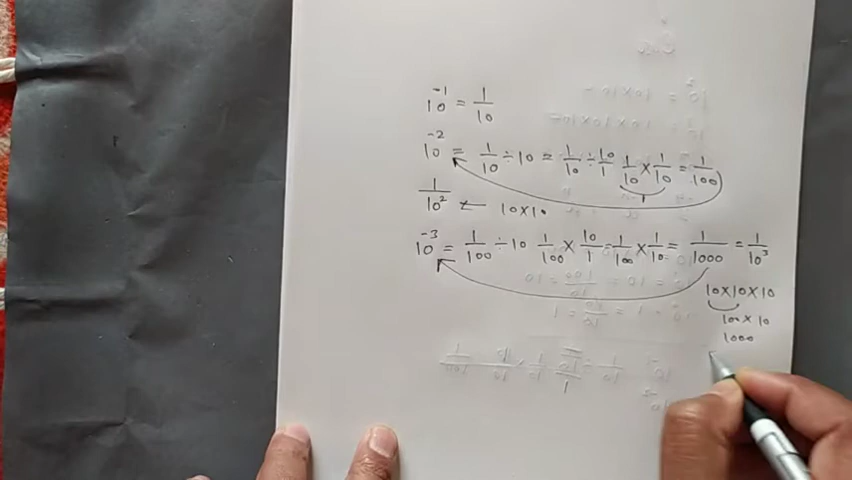 10⁻¹ = 1/10
10⁻² = 1/10 ÷ 10 = 1/10 ÷ 10/1 1/10 × 1/10 = 1/100
1/10² ← 10×10
10⁻³ = 1/100 ÷ 10 1/100 × 10/1 = 1/100 × 1/10 = 1/1000 = 1/10³
10×10×10
100×10
1000